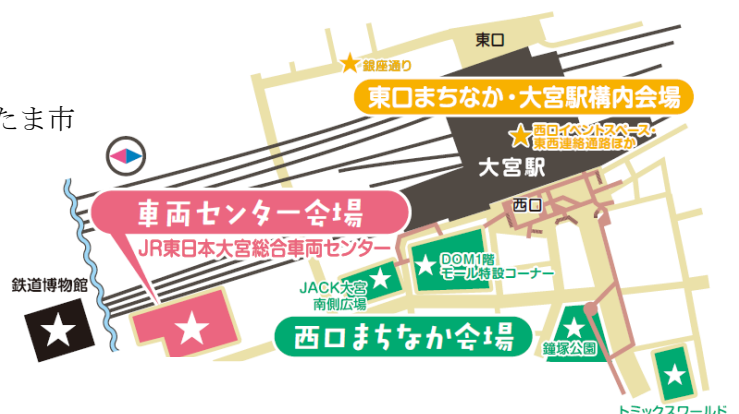 東口
銀座通り
東口まちなか・大宮駅構内会場
たま市
西口イベントスペース・
東西連絡通路ほか
大宮駅
西口
車両センター会場
JR東日本大宮総合車両センター
DOM1階
モール特設コーナー
鉄道博物館
JACK大宮
南側広場
西口まちなか会場
鐘塚公園
トミックスワールド